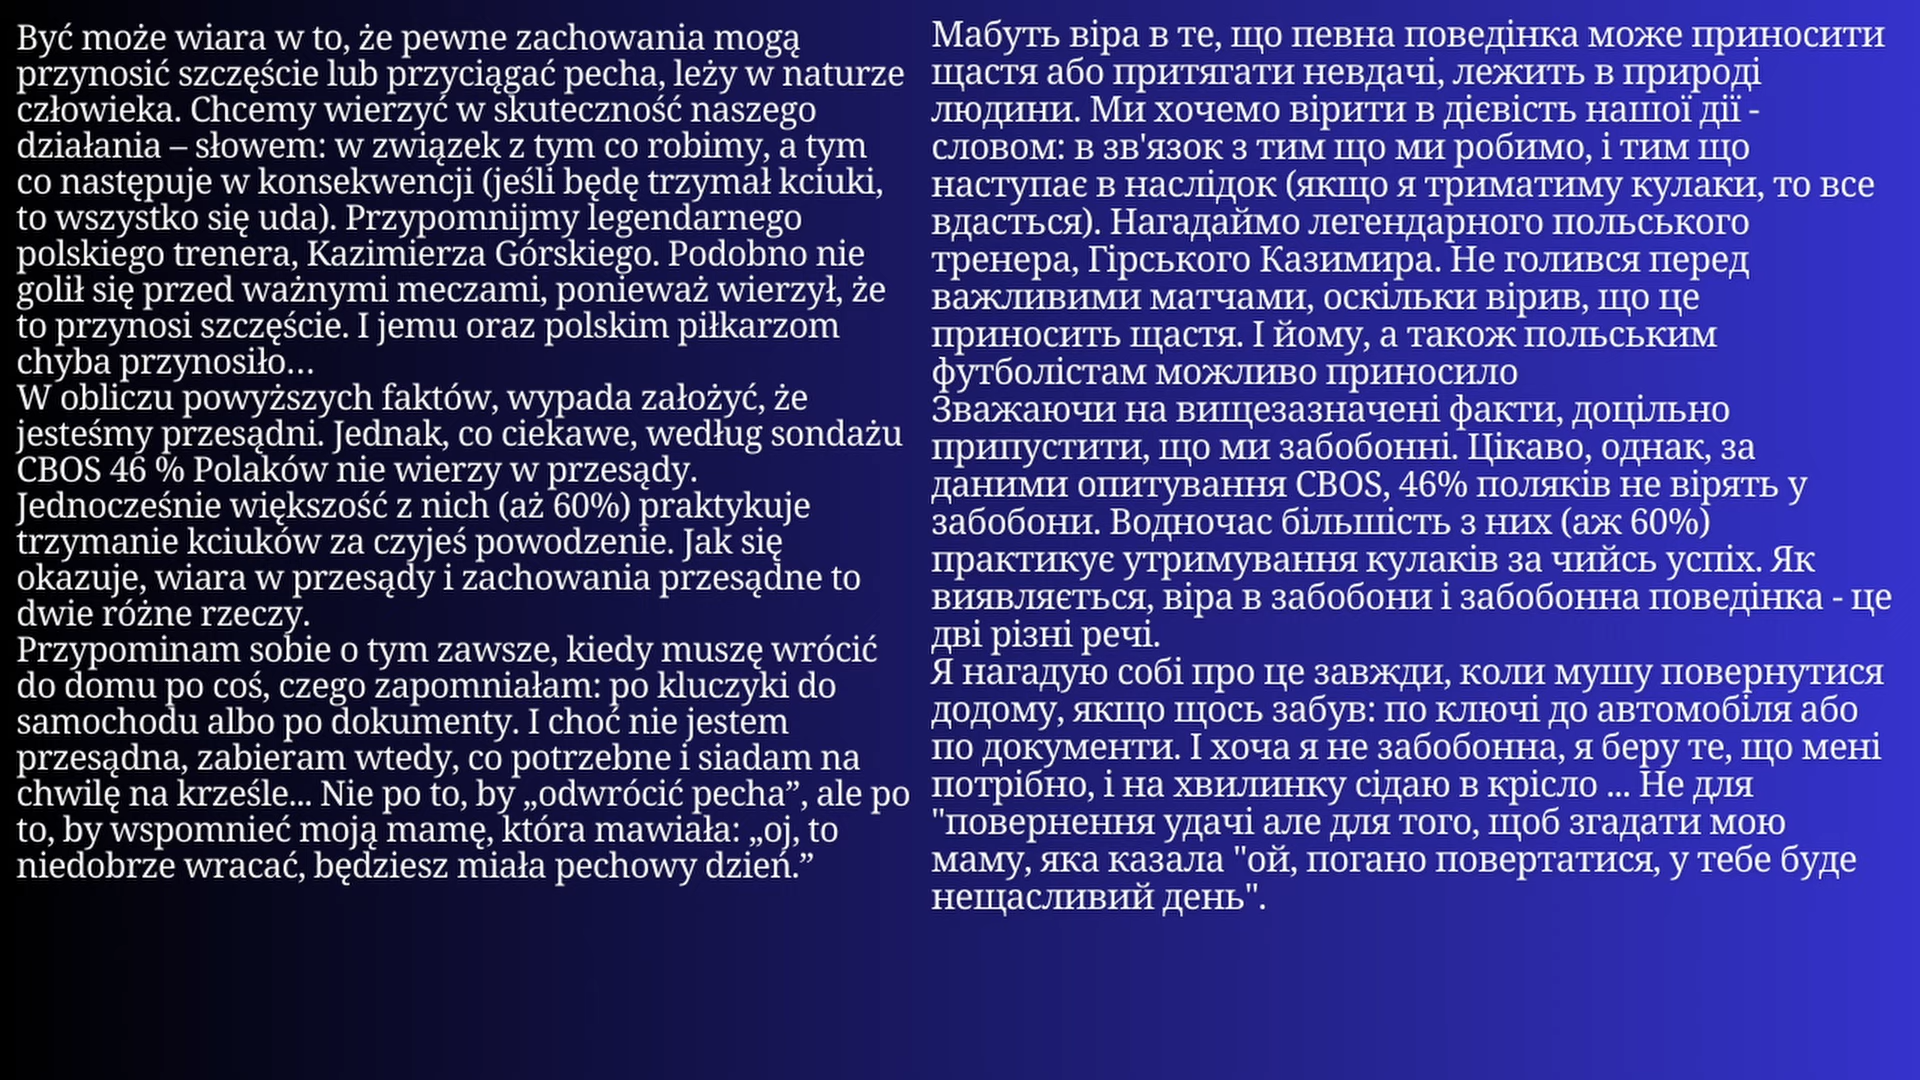 Być może wiara w to, że pewne zachowania mogą
przynosić szczęście lub przyciągać pecha, leży w naturze
człowieka. Chcemy wierzyć w skuteczność naszego
działania – słowem: w związek z tym co robimy, a tym
co następuje w konsekwencji (jeśli będę trzymał kciuki,
to wszystko się uda). Przypomnijmy legendarnego
polskiego trenera, Kazimierza Górskiego. Podobno nie
golił się przed ważnymi meczami, ponieważ wierzył, że
to przynosi szczęście. I jemu oraz polskim piłkarzom
chyba przynosiło...
W obliczu powyższych faktów, wypada założyć, że
jesteśmy przesądni. Jednak, co ciekawe, według sondażu
CBOS 46 % Polaków nie wierzy w przesądy.
Jednocześnie większość z nich (aż 60%) praktykuje
trzymanie kciuków za czyjeś powodzenie. Jak się
okazuje, wiara w przesądy i zachowania przesądne to
dwie różne rzeczy.
Przypominam sobie o tym zawsze, kiedy muszę wrócić
do domu po coś, czego zapomniałam: po kluczyki do
samochodu albo po dokumenty. I choć nie jestem
przesądna, zabieram wtedy, co potrzebne i siadam na
chwilę na krześle... Nie po to, by „odwrócić pecha”, ale po
to, by wspomnieć moją mamę, która mawiała: „oj, to
niedobrze wracać, będziesz miała pechowy dzień.”
Мабуть віра в те, що певна поведінка може приносити
щастя або притягати невдачі, лежить в природі
людини. Ми хочемо вірити в дієвість нашої дії -
словом: в зв'язок з тим що ми робимо, і тим що
наступає в наслідок (якщо я триматиму кулаки, то все
вдасться). Нагадаймо легендарного польського
тренера, Гірського Казимира. Не голився перед
важливими матчами, оскільки вірив, що це
приносить щастя. І йому, а також польським
футболістам можливо приносило
Зважаючи на вищезазначені факти, доцільно
припустити, що ми забобонні. Цікаво, однак, за
даними опитування CBOS, 46% поляків не вірять у
забобони. Водночас більшість з них (аж 60%)
практикує утримування кулаків за чийсь успіх. Як
виявляється, віра в забобони і забобонна поведінка - це
дві різні речі.
Я нагадую собі про це завжди, коли мушу повернутися
додому, якщо щось забув: по ключі до автомобіля або
по документи. І хоча я не забобонна, я беру те, що мені
потрібно, і на хвилинку сідаю в крісло ... Не для
"повернення удачі але для того, щоб згадати мою
маму, яка казала "ой, погано повертатися, у тебе буде
нещасливий день".